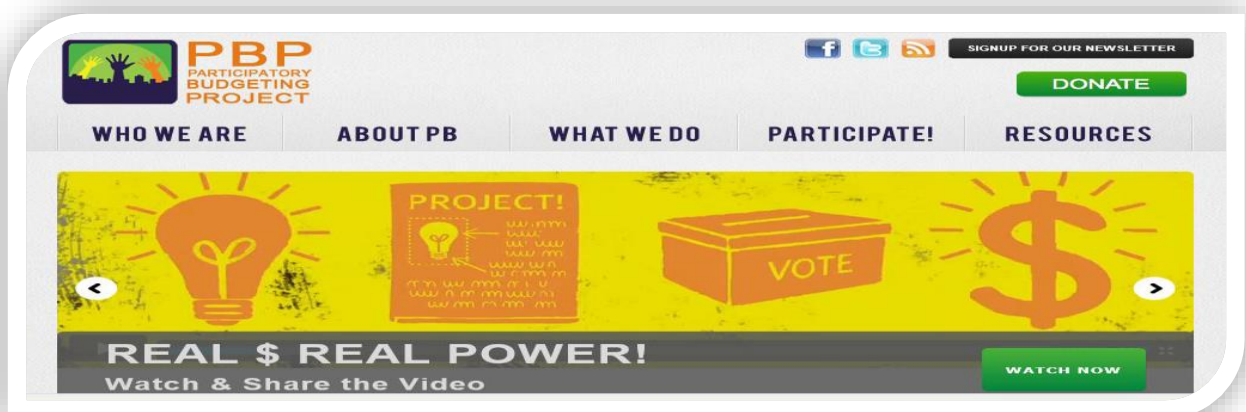 PBP
PARTICIPATORY
BUDGETING
PROJECT
SIGNUP FOR OUR NEWSLETTER
DONATE
WHO WE ARE
ABOUT PB
WHAT WE DO
PARTICIPATE!
RESOURCES
PROJECT!
VOTE
REAL $ REAL POWER!
Watch & Share the Video
WATCH NOW